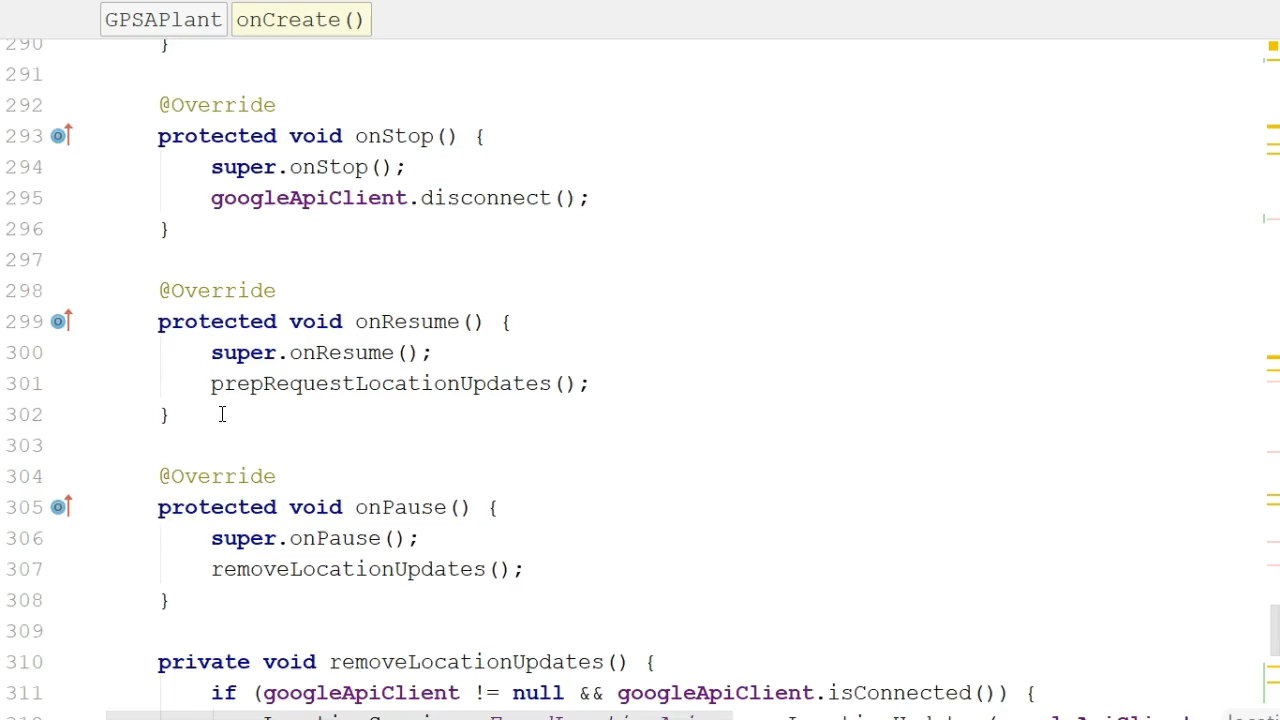 GPSAPlant onCreate()
290 }
291
292 @Override
293 protected void onStop() {
294 super.onStop();
295 googleApiClient.disconnect();
296 }
297
298 @Override
299 protected void onResume() {
300 super.onResume();
301 prepRequestLocationUpdates();
302 }
303
304 @Override
305 protected void onPause() {
306 super.onPause();
307 removeLocationUpdates();
308 }
309
310 private void removeLocationUpdates() {
311 if (googleApiClient != null && googleApiClient.isConnected()) {